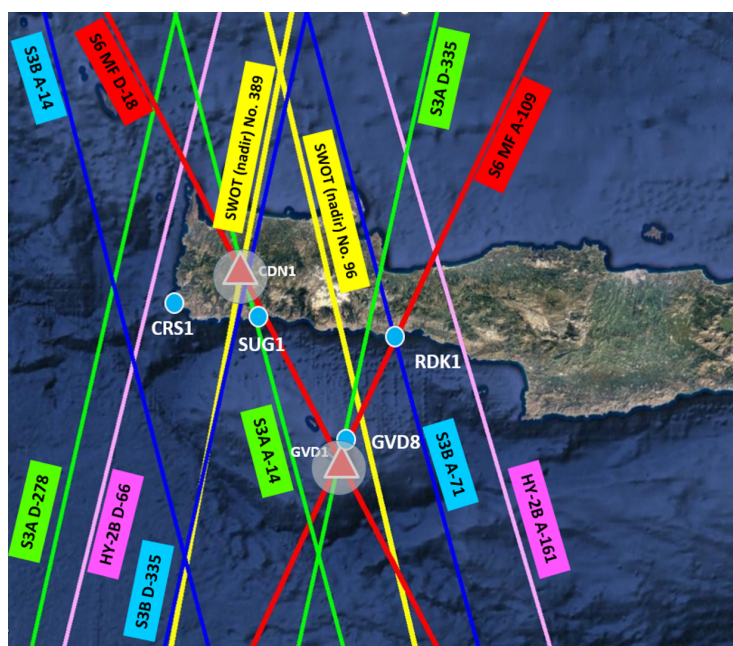 S3B A-14
S6 MF D-18
SWOT (nadir) No. 389
SWOT (nadir) No. 96
S3A D-335
S6 MF A-109
CDN1
CRS1
SUG1
RDK1
GVD8
GVD1
S3A A-14
S3B A-71
S3A D-278
HY-2B D-66
HY-2B A-161
S3B D-335